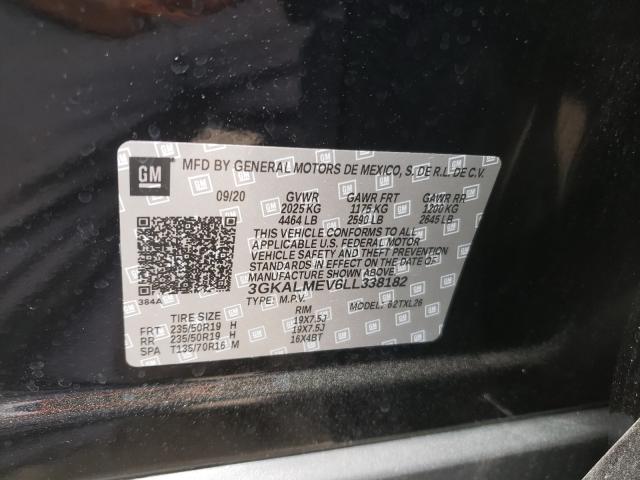 GM
MFD BY GENERAL MOTORS DE MEXICO, S. DE R.L. DE C.V.
09/20 GVWR GAWR FRT GAWR RR
2025 KG 1175 KG 1200 KG
4464 LB 2590 LB 2645 LB
THIS VEHICLE CONFORMS TO ALL
APPLICABLE U.S. FEDERAL MOTOR
VEHICLE SAFETY AND THEFT PREVENTION
STANDARDS IN EFFECT ON THE DATE OF
MANUFACTURE SHOWN ABOVE.
3GKALMEV6LL338182
384A
TYPE: M.P.V. MODEL: 62TXL26
TIRE SIZE RIM
FRT 235/50R19 H 19X7.5J
RR 235/50R19 H 19X7.5J
SPA T135/70R16 M 16X4BT